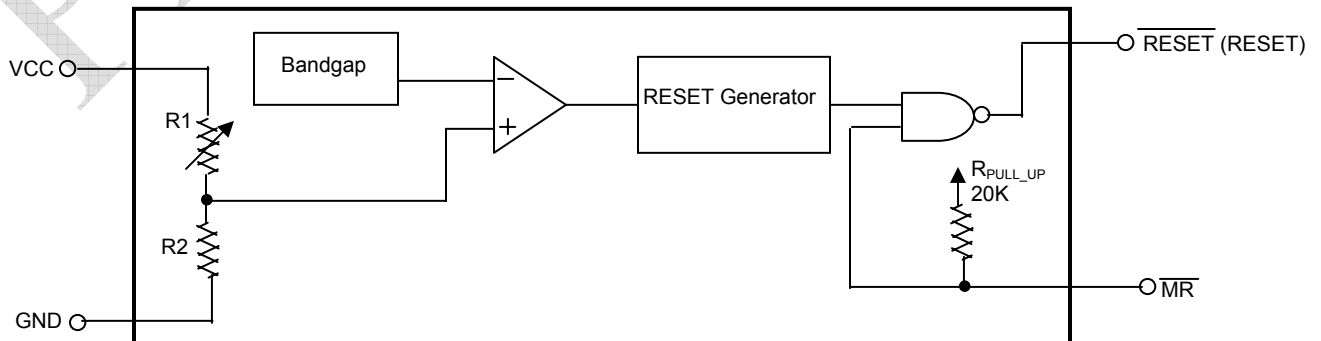 VCC
GND
R1
R2
Bandgap
−
+
RESET Generator
RESET (RESET)
RPULL_UP
20K
MR